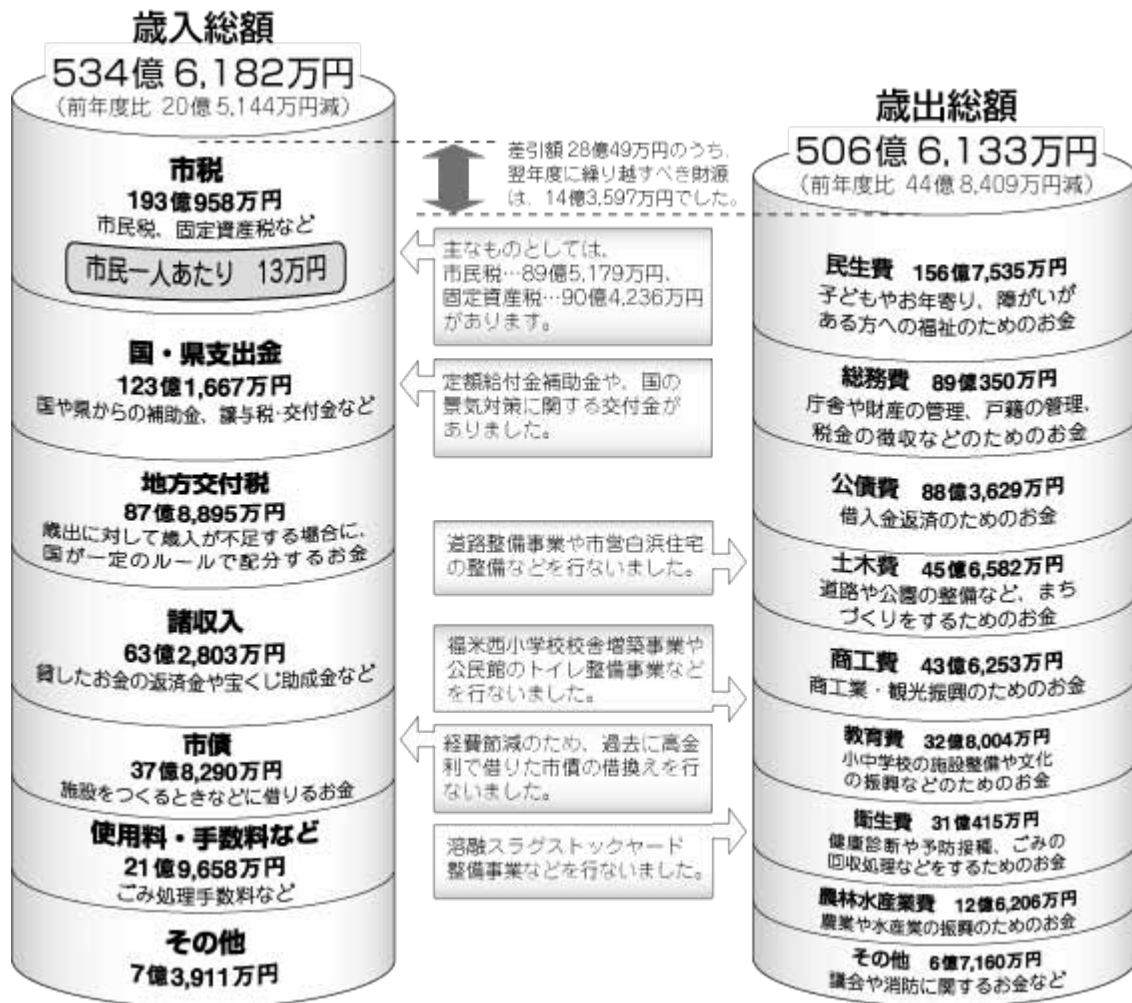 歳入総額
534億 6,182万円
(前年度比 20億 5,144万円減)
市税
193億958万円
市民税、固定資産税など
市民一人あたり 13万円
国・県支出金
123億1,667万円
国や県からの補助金、譲与税・交付金など
地方交付税
87億8,895万円
歳出に対して歳入が不足する場合に、
国が一定のルールで配分するお金
諸収入
63億2,803万円
貸したお金の返済金や宝くじ助成金など
市債
37億8,290万円
施設をつくるときなどに借りるお金
使用料・手数料など
21億9,658万円
ごみ処理手数料など
その他
7億3,911万円
差引額 28億49万円のうち、
翌年度に繰り越すべき財源
は、14億3,597万円でした。
主なものとしては、
市民税…89億5,179万円、
固定資産税…90億4,236万円
があります。
定額給付金補助金や、国の
景気対策に関する交付金が
ありました。
道路整備事業や市営白浜住宅
の整備などを行ないました。
福米西小学校校舎増築事業や
公民館のトイレ整備事業など
を行ないました。
経費節減のため、過去に高金
利で借りた市債の借換えを行
ないました。
溶融スラグストックヤード
整備事業などを行ないました。
歳出総額
506億 6,133万円
(前年度比 44億 8,409万円減)
民生費 156億7,535万円
子どもやお年寄り、障がいが
ある方への福祉のためのお金
総務費 89億350万円
庁舎や財産の管理、戸籍の管理、
税金の徴収などのためのお金
公債費 88億3,629万円
借入金返済のためのお金
土木費 45億6,582万円
道路や公園の整備など、まち
づくりをするためのお金
商工費 43億6,253万円
商工業・観光振興のためのお金
教育費 32億8,004万円
小中学校の施設整備や文化
の振興などのためのお金
衛生費 31億415万円
健康診断や予防接種、ごみの
回収処理などをするためのお金
農林水産業費 12億6,206万円
農業や水産業の振興のためのお金
その他 6億7,160万円
議会や消防に関するお金など